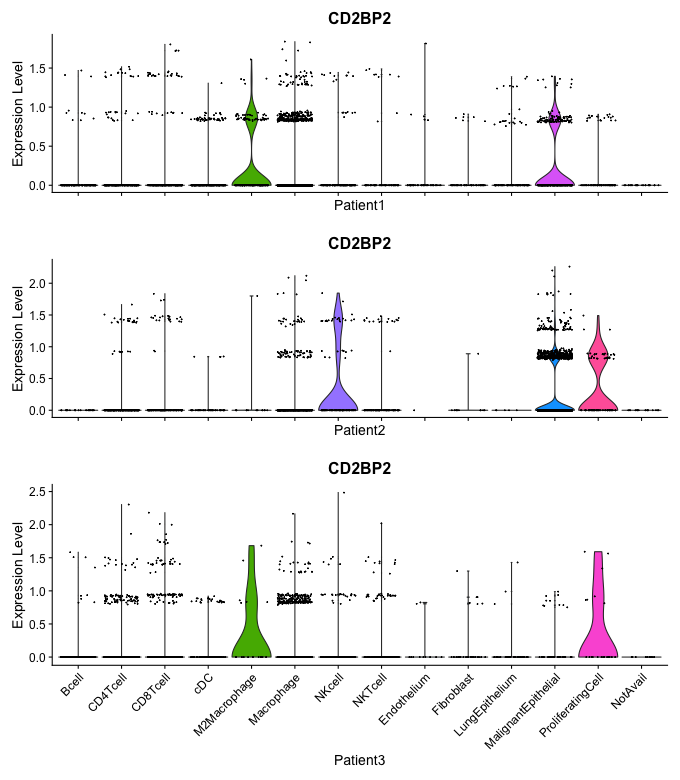 CD2BP2
Expression Level
1.5
1.0
0.5
0.0
Patient1
CD2BP2
Expression Level
2.0
1.5
1.0
0.5
0.0
Patient2
CD2BP2
Expression Level
2.5
2.0
1.5
1.0
0.5
0.0
Bcell
CD4Tcell
CD8Tcell
cDC
M2Macrophage
Macrophage
NKcell
NKTcell
Endothelium
Fibroblast
LungEpithelium
MalignantEpithelial
ProliferatingCell
NotAvail
Patient3